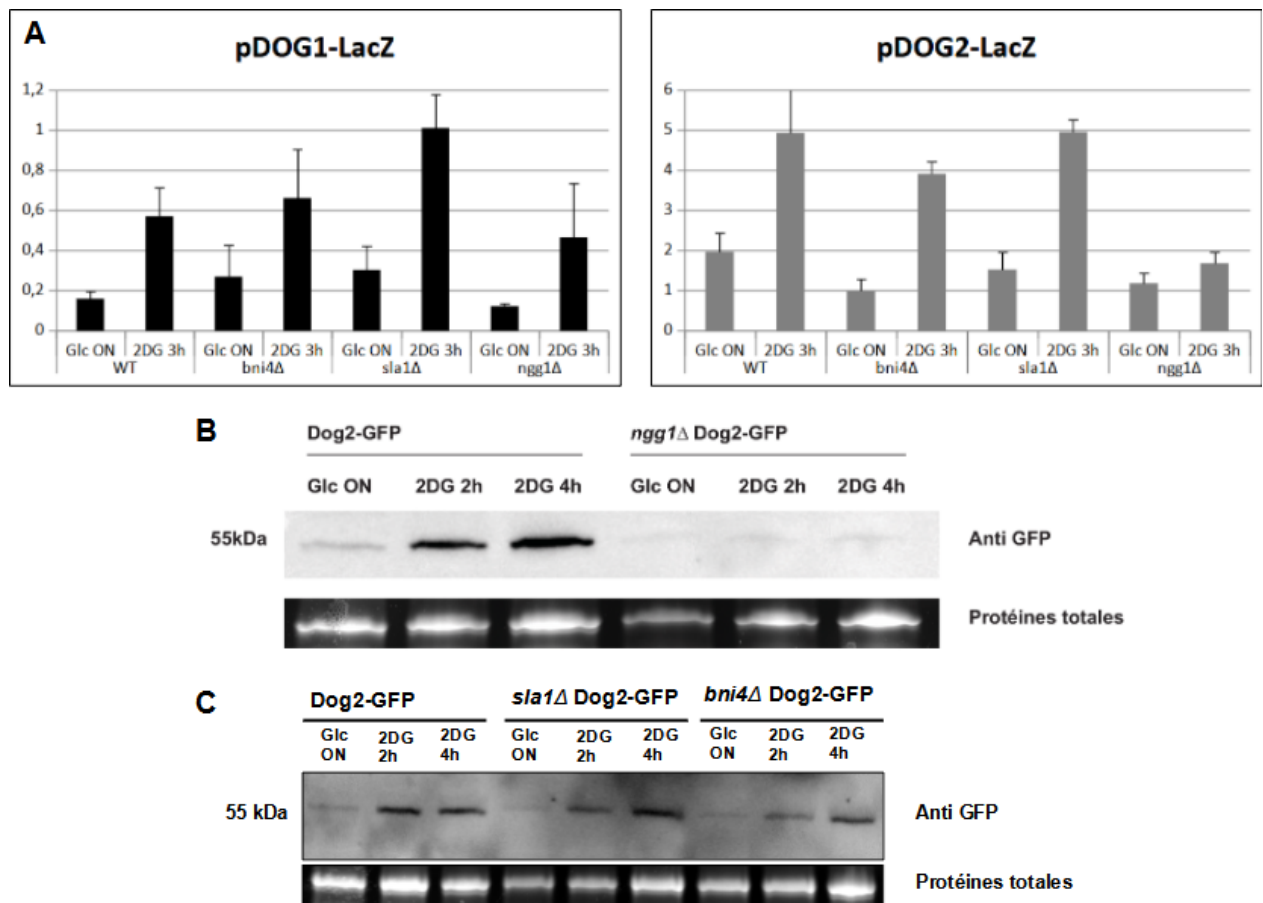 A
pDOG1-LacZ
1,2
1
0,8
0,6
0,4
0,2
0
Glc ON 2DG 3h Glc ON 2DG 3h Glc ON 2DG 3h Glc ON 2DG 3h
WT bni4Δ sla1Δ ngg1Δ
pDOG2-LacZ
6
5
4
3
2
1
0
Glc ON 2DG 3h Glc ON 2DG 3h Glc ON 2DG 3h Glc ON 2DG 3h
WT bni4Δ sla1Δ ngg1Δ
B
Dog2-GFP ngg1Δ Dog2-GFP
Glc ON 2DG 2h 2DG 4h Glc ON 2DG 2h 2DG 4h
55kDa Anti GFP
Protéines totales
C
Dog2-GFP sla1Δ Dog2-GFP bni4Δ Dog2-GFP
Glc 2DG 2DG Glc 2DG 2DG Glc 2DG 2DG
ON 2h 4h ON 2h 4h ON 2h 4h
55 kDa Anti GFP
Protéines totales